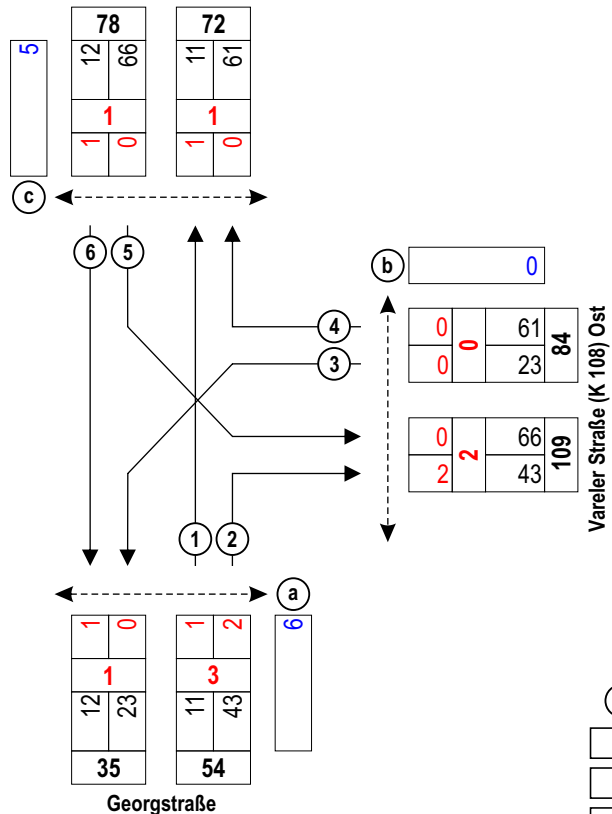 78 72
5 12 66 11 61
1 1
1 0 1 0
c
6 5
b 0
4 0 0 61 84
3 0 23
0 2 66 109
2 43
Vareler Straße (K 108) Ost
1 2
a
1 0 1 2 6
1 3
12 23 11 43
35 54
Georgstraße